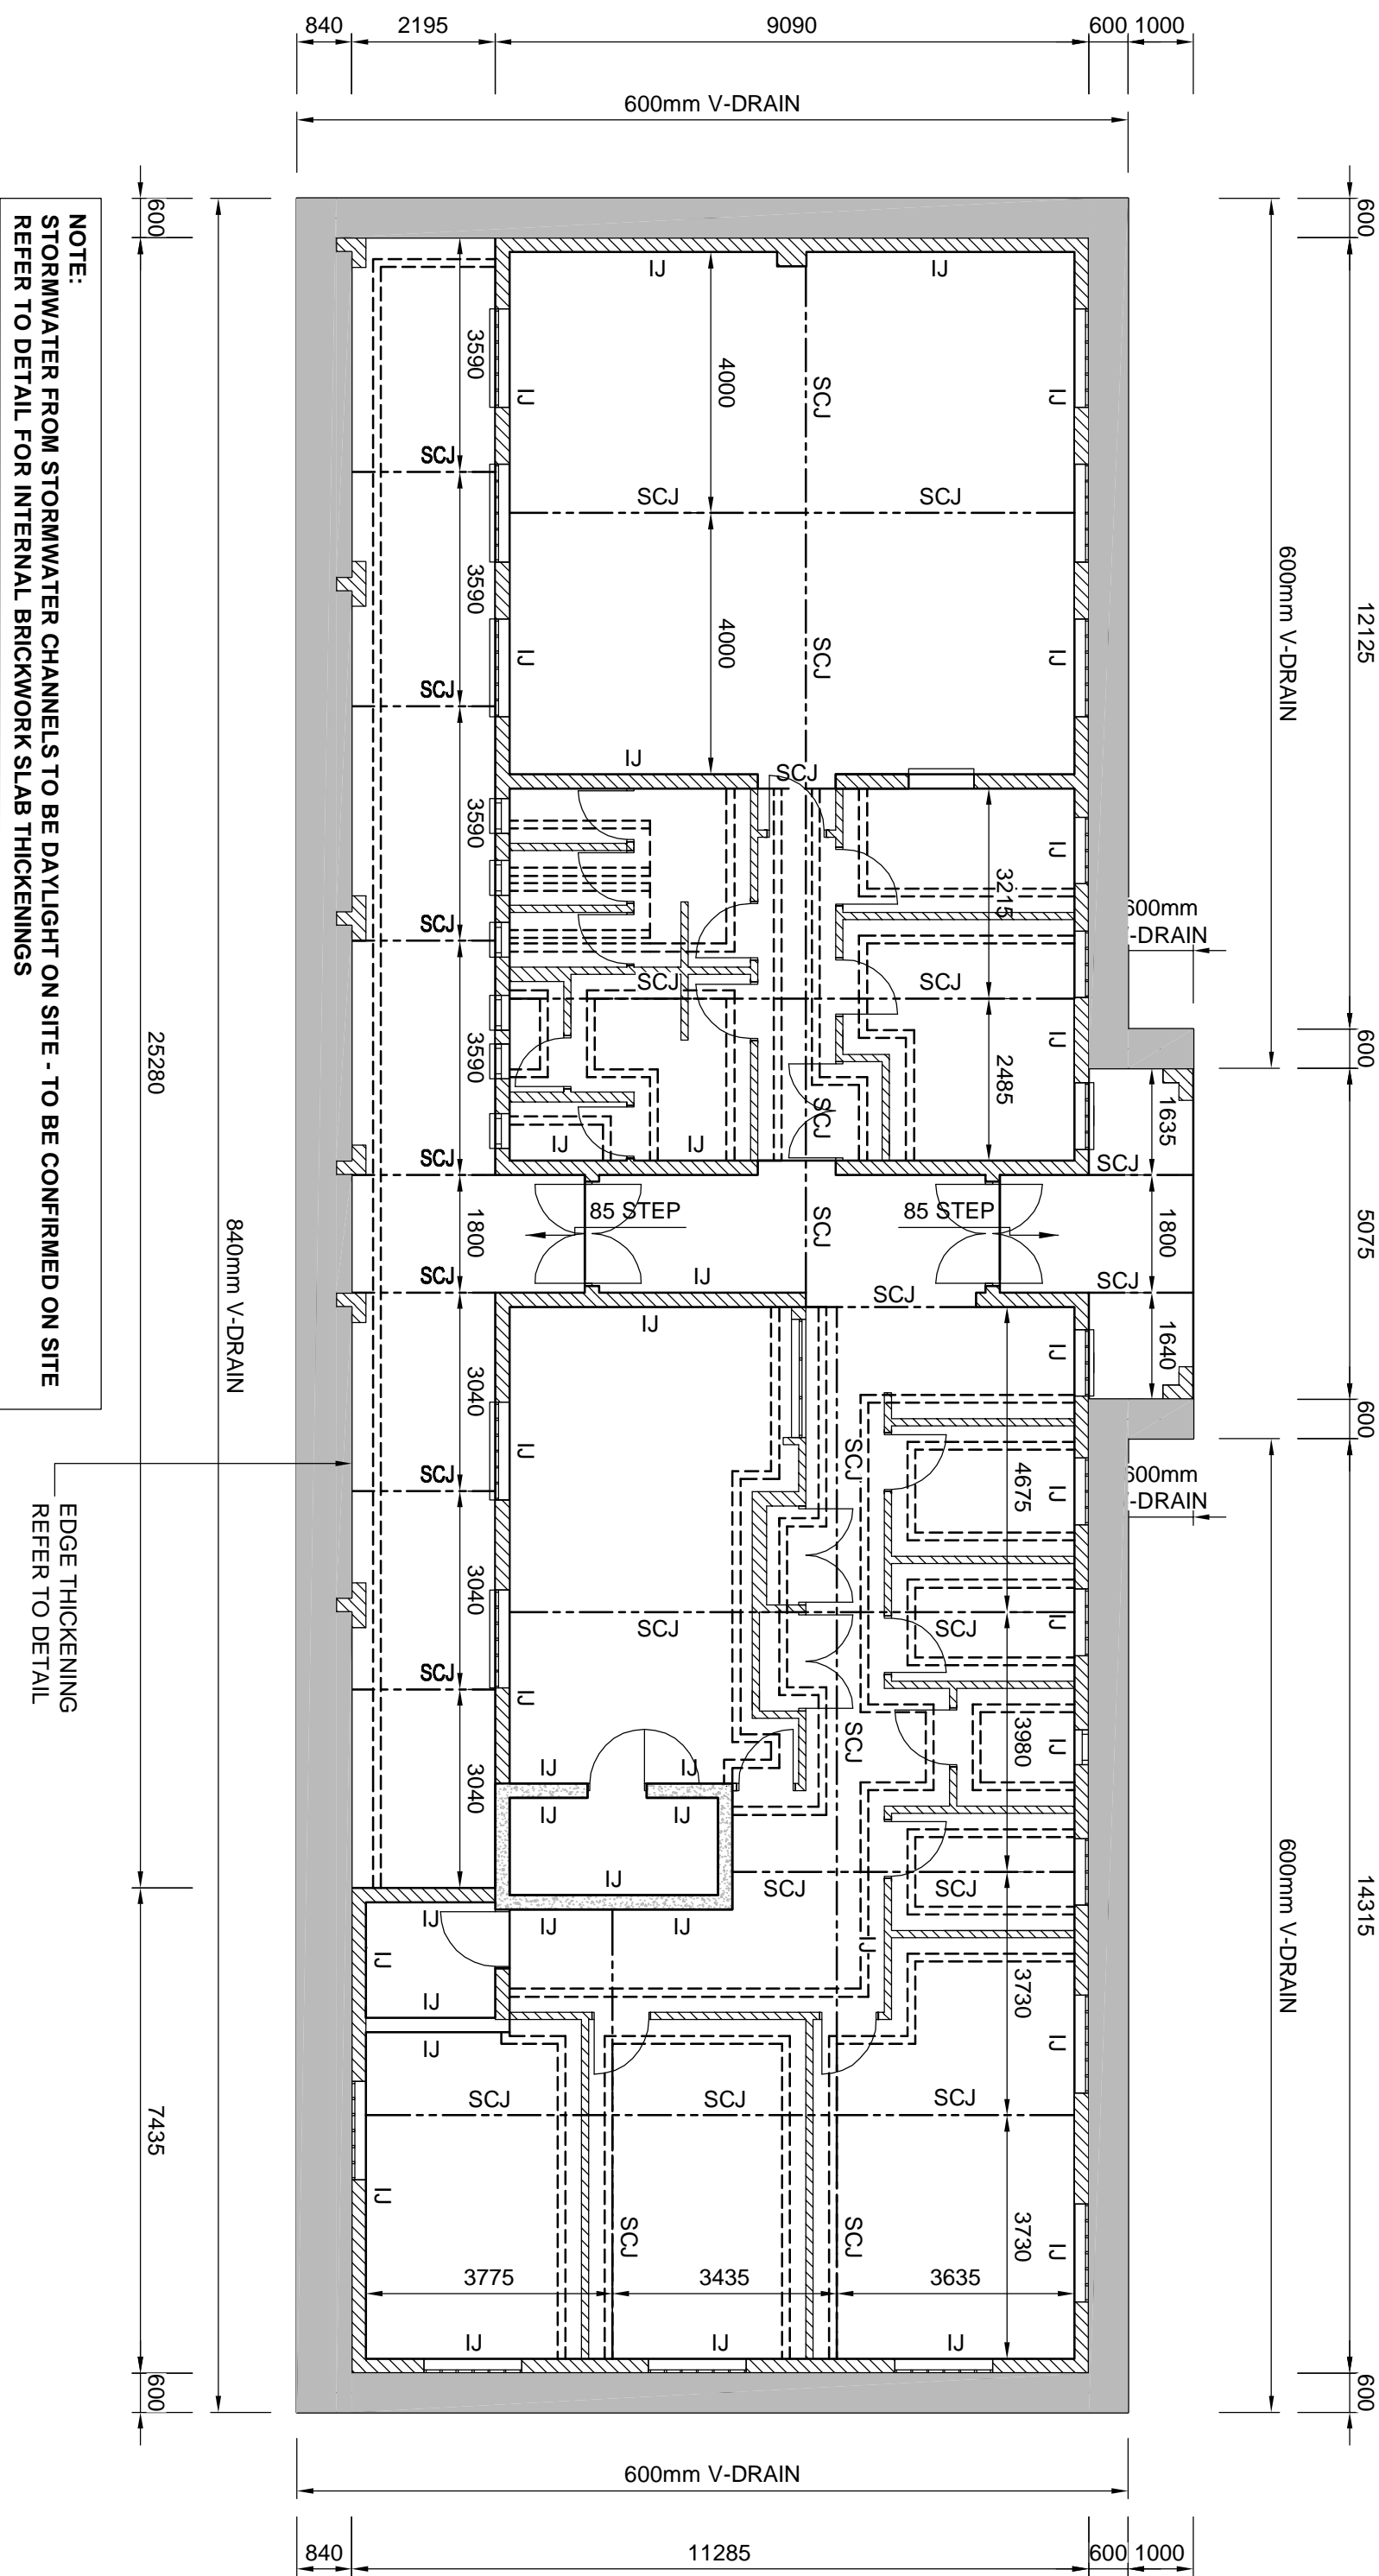 840
2195
9090
600
1000
600mm V-DRAIN
600
12125
600
5075
600
14315
600
600mm V-DRAIN
600mm V-DRAIN
600mm
-DRAIN
600mm
-DRAIN
IJ
IJ
IJ
IJ
IJ
IJ
IJ
4000
4000
SCJ
SCJ
SCJ
SCJ
SCJ
3590
3590
3590
3590
1800
3040
3040
3040
SCJ
SCJ
SCJ
SCJ
SCJ
SCJ
SCJ
IJ
IJ
3215
2485
SCJ
SCJ
SCJ
IJ
IJ
1635
1800
1640
SCJ
SCJ
85 STEP
85 STEP
SCJ
IJ
SCJ
IJ
IJ
IJ
IJ
IJ
IJ
4675
3980
3730
3730
SCJ
SCJ
SCJ
SCJ
IJ
IJ
IJ
IJ
IJ
IJ
IJ
IJ
IJ
SCJ
SCJ
IJ
IJ
IJ
IJ
IJ
IJ
IJ
SCJ
SCJ
SCJ
SCJ
SCJ
IJ
3775
3435
3635
IJ
IJ
IJ
600
25280
7435
600
840mm V-DRAIN
NOTE:
STORMWATER FROM STORMWATER CHANNELS TO BE DAYLIGHT ON SITE - TO BE CONFIRMED ON SITE
REFER TO DETAIL FOR INTERNAL BRICKWORK SLAB THICKENINGS
EDGE THICKENING
REFER TO DETAIL
600mm V-DRAIN
840
11285
600
1000